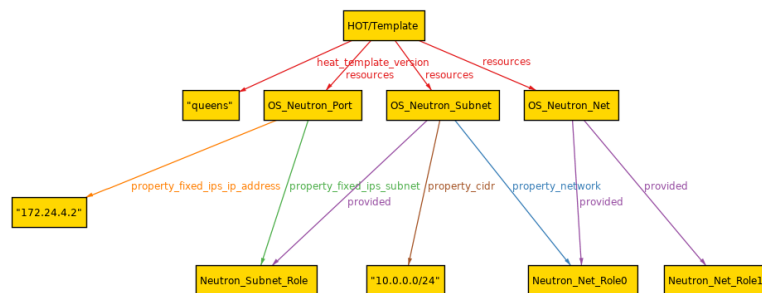 HOT/Template
heat_template_version
resources
resources
resources
"queens"
OS_Neutron_Port
OS_Neutron_Subnet
OS_Neutron_Net
property_fixed_ips_ip_address
property_fixed_ips_subnet
provided
property_cidr
property_network
provided
provided
"172.24.4.2"
Neutron_Subnet_Role
"10.0.0.0/24"
Neutron_Net_Role0
Neutron_Net_Role1